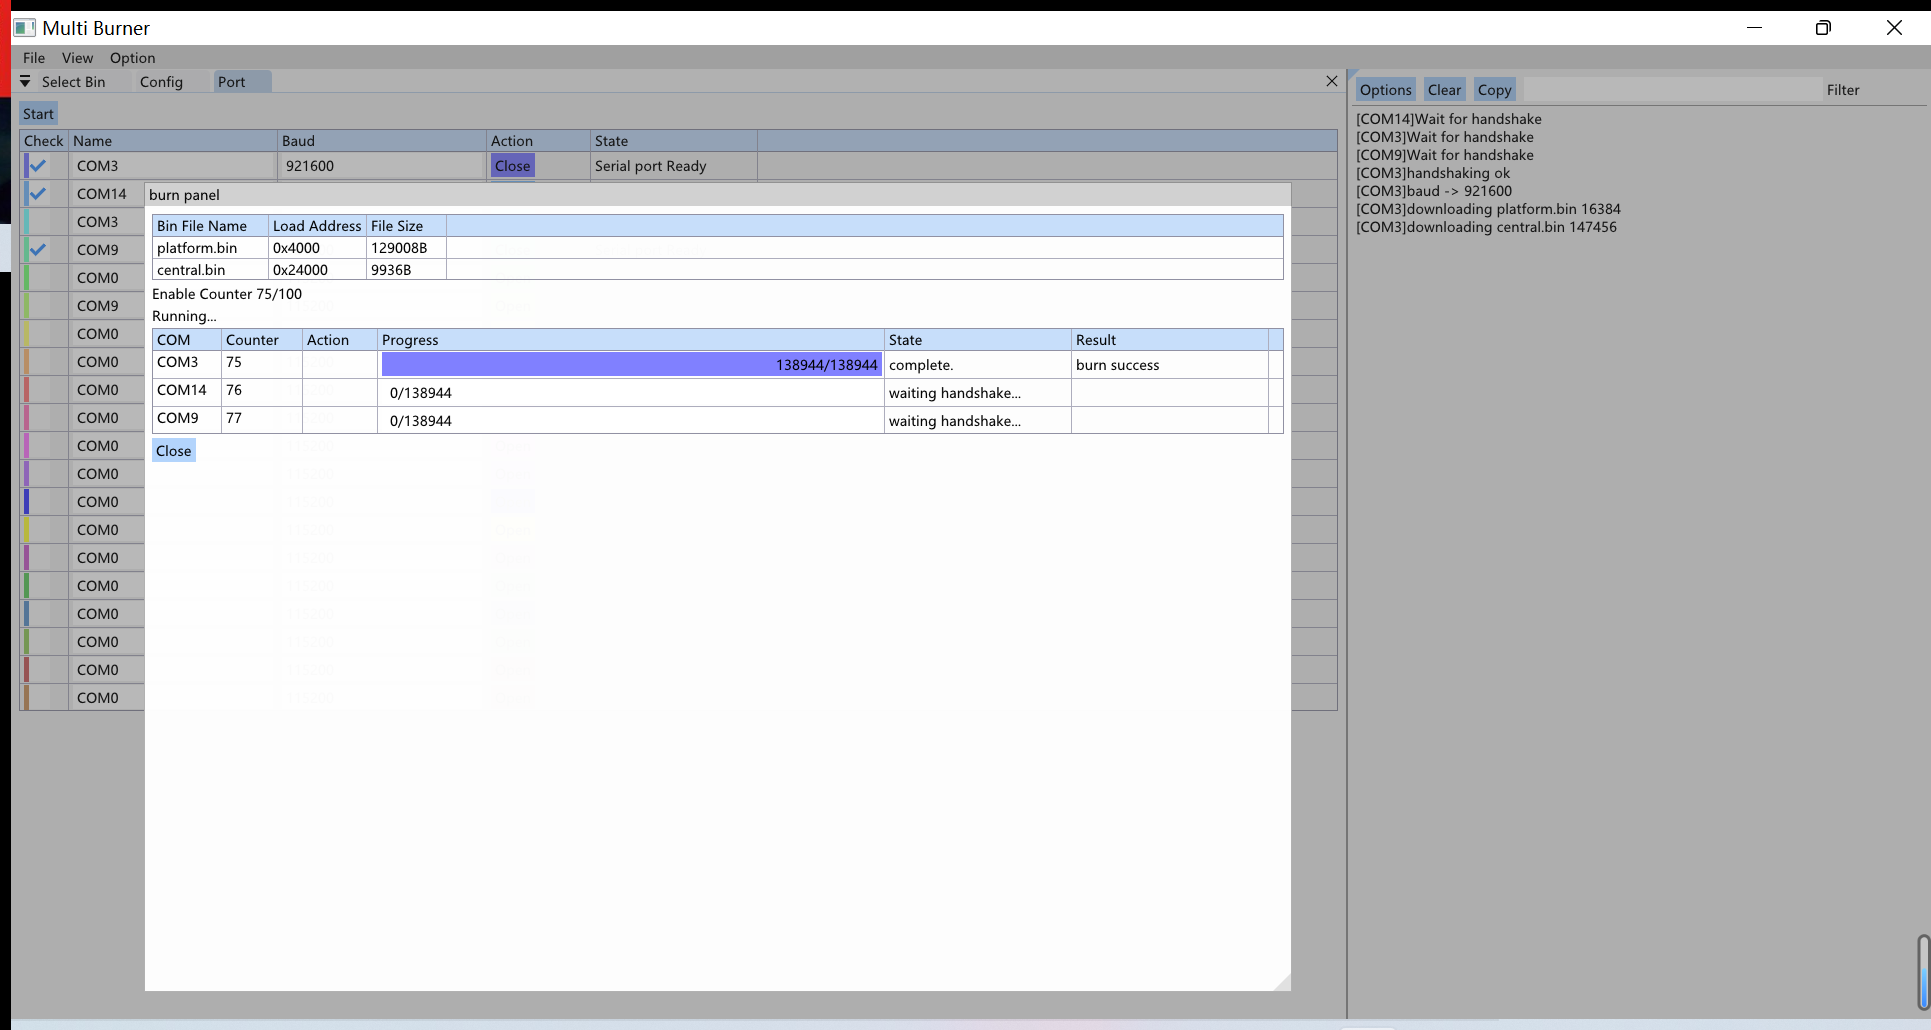 Multi Burner
File View Option
Select Bin Config Port
Start
Check Name Baud Action State
COM3 921600 Close Serial port Ready
COM14
COM3
COM9
COM0
COM9
COM0
COM0
COM0
COM0
COM0
COM0
COM0
COM0
COM0
COM0
COM0
COM0
COM0
COM0
burn panel
Bin File Name Load Address File Size
platform.bin 0x4000 129008B
central.bin 0x24000 9936B
Enable Counter 75/100
Running...
COM Counter Action Progress State Result
COM3 75 138944/138944 complete. burn success
COM14 76 0/138944 waiting handshake...
COM9 77 0/138944 waiting handshake...
Close
Options Clear Copy Filter
[COM14]Wait for handshake
[COM3]Wait for handshake
[COM9]Wait for handshake
[COM3]handshaking ok
[COM3]baud -> 921600
[COM3]downloading platform.bin 16384
[COM3]downloading central.bin 147456